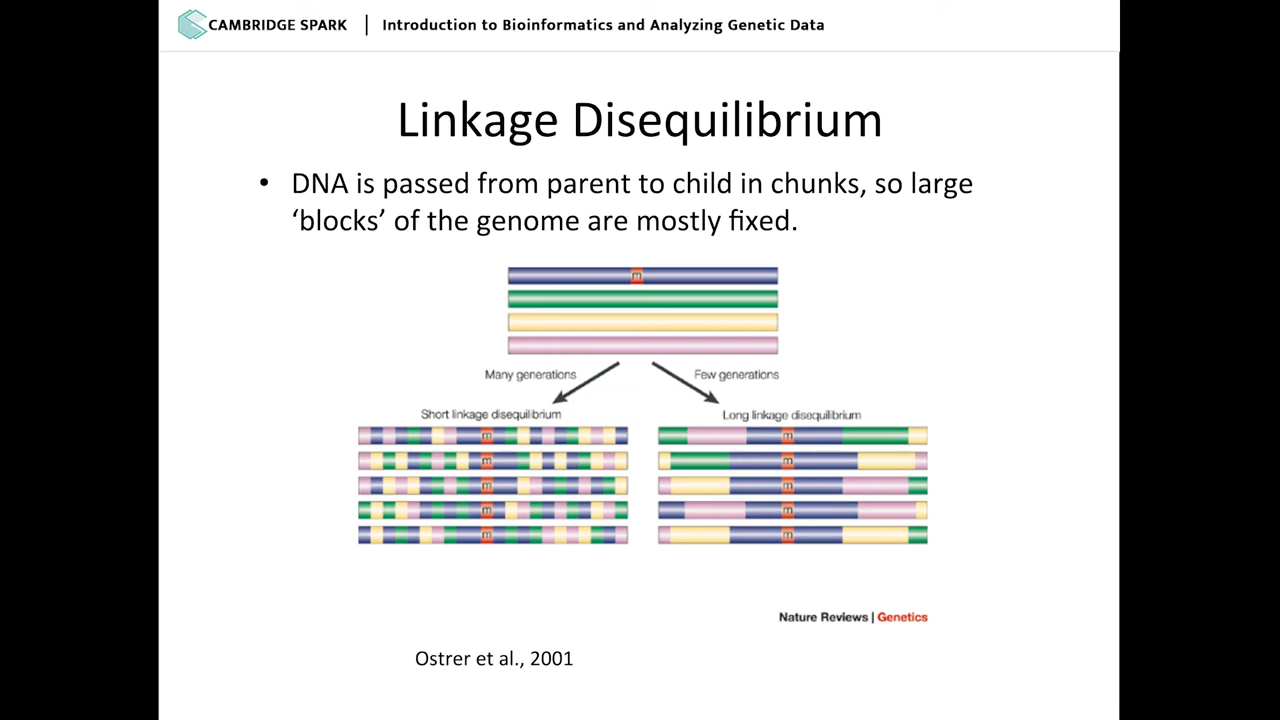 CAMBRIDGE SPARK | Introduction to Bioinformatics and Analyzing Genetic Data
Linkage Disequilibrium
• DNA is passed from parent to child in chunks, so large
‘blocks’ of the genome are mostly fixed.
m
Many generations
Few generations
Short linkage disequilibrium
Long linkage disequilibrium
m m
m m
m m
m m
m m
Nature Reviews | Genetics
Ostrer et al., 2001